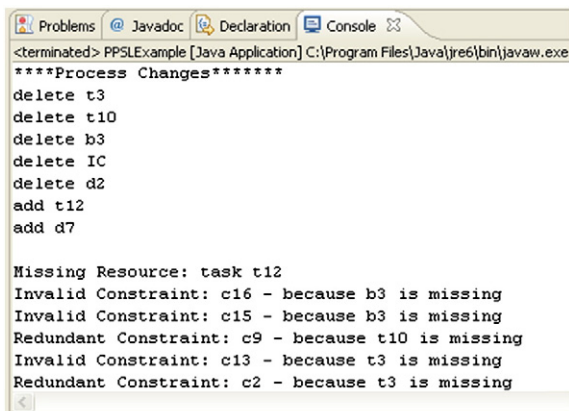 Problems @ Javadoc Declaration Console
<terminated> PPSLExample [Java Application] C:\Program Files\Java\jre6\bin\javaw.exe
****Process Changes*******
delete t3
delete t10
delete b3
delete IC
delete d2
add t12
add d7
Missing Resource: task t12
Invalid Constraint: c16 - because b3 is missing
Invalid Constraint: c15 - because b3 is missing
Redundant Constraint: c9 - because t10 is missing
Invalid Constraint: c13 - because t3 is missing
Redundant Constraint: c2 - because t3 is missing